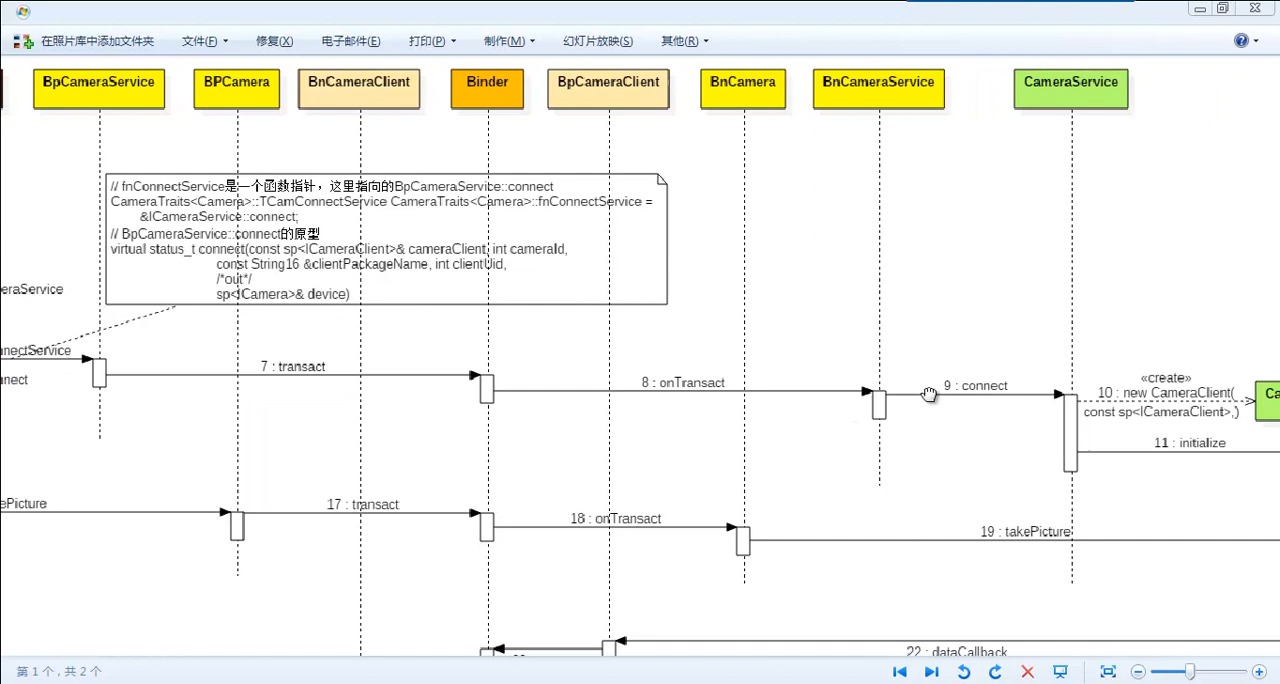 在照片库中添加文件夹 文件(F) 修复(X) 电子邮件(E) 打印(P) 制作(M) 幻灯片放映(S) 其他(R)
BpCameraService BPCamera BnCameraClient Binder BpCameraClient BnCamera BnCameraService CameraService
// fnConnectService是一个函数指针，这里指向的BpCameraService::connect
CameraTraits<Camera>::TCamConnectService CameraTraits<Camera>::fnConnectService =
&ICameraService::connect;
// BpCameraService::connect的原型
virtual status_t connect(const sp<ICameraClient>& cameraClient, int cameraId,
const String16 &clientPackageName, int clientUid,
/*out*/
sp<ICamera>& device)
eraService
nnectService
7 : transact
nnect
8 : onTransact
9 : connect
«create»
10 : new CameraClient(
const sp<ICameraClient>,)
Ca
11 : initialize
ePicture
17 : transact
18 : onTransact
19 : takePicture
22 : dataCallback
第 1 个，共 2 个